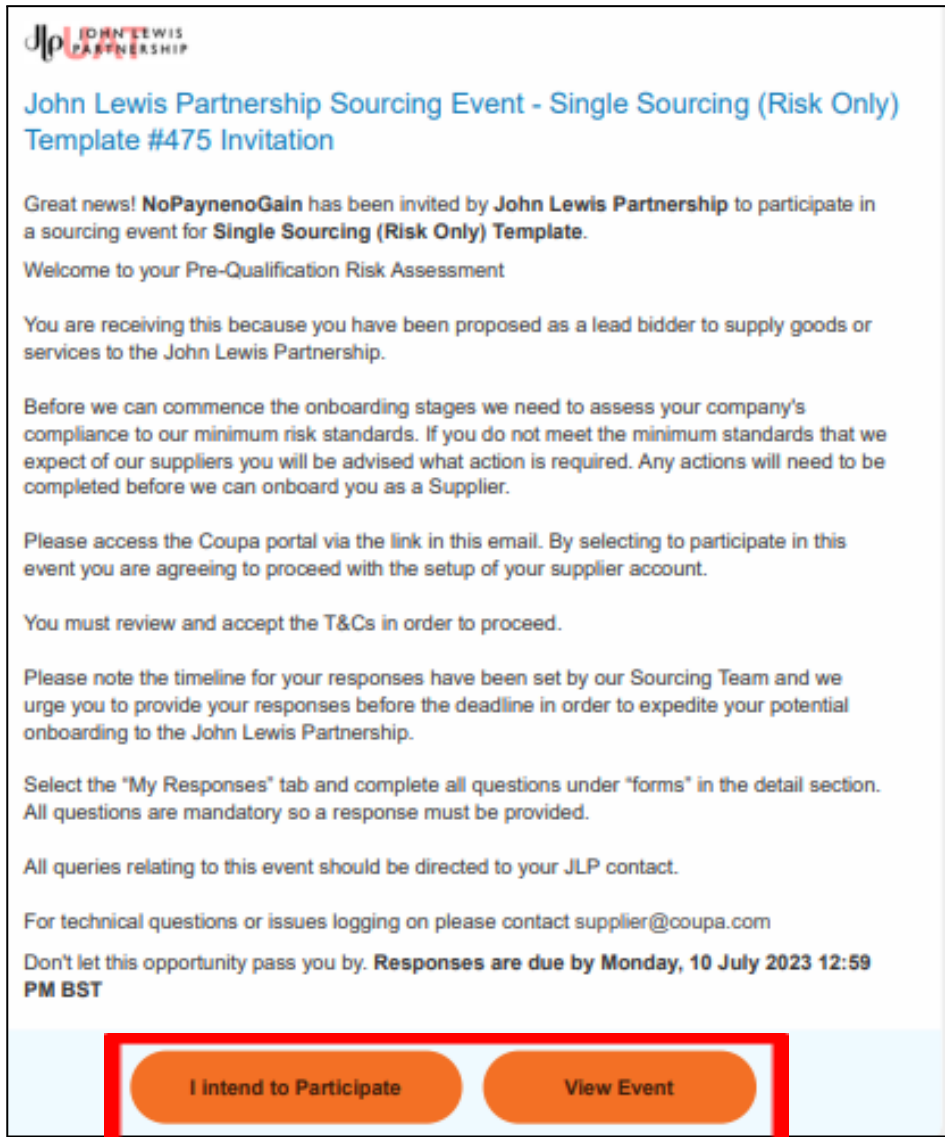 JLP UAT JOHN LEWIS
PARTNERSHIP
John Lewis Partnership Sourcing Event - Single Sourcing (Risk Only)
Template #475 Invitation
Great news! NoPaynenoGain has been invited by John Lewis Partnership to participate in
a sourcing event for Single Sourcing (Risk Only) Template.
Welcome to your Pre-Qualification Risk Assessment
You are receiving this because you have been proposed as a lead bidder to supply goods or
services to the John Lewis Partnership.
Before we can commence the onboarding stages we need to assess your company's
compliance to our minimum risk standards. If you do not meet the minimum standards that we
expect of our suppliers you will be advised what action is required. Any actions will need to be
completed before we can onboard you as a Supplier.
Please access the Coupa portal via the link in this email. By selecting to participate in this
event you are agreeing to proceed with the setup of your supplier account.
You must review and accept the T&Cs in order to proceed.
Please note the timeline for your responses have been set by our Sourcing Team and we
urge you to provide your responses before the deadline in order to expedite your potential
onboarding to the John Lewis Partnership.
Select the “My Responses” tab and complete all questions under “forms” in the detail section.
All questions are mandatory so a response must be provided.
All queries relating to this event should be directed to your JLP contact.
For technical questions or issues logging on please contact supplier@coupa.com
Don't let this opportunity pass you by. Responses are due by Monday, 10 July 2023 12:59
PM BST
I intend to Participate
View Event